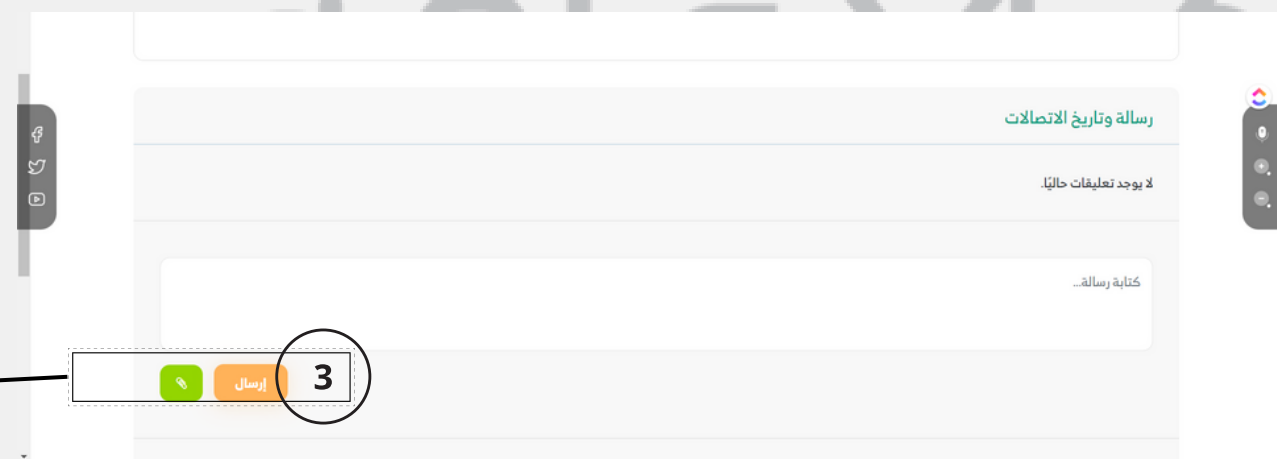 رسالة وتاريخ الاتصالات
لا يوجد تعليقات حاليًا.
كتابة رسالة...
3
إرسال